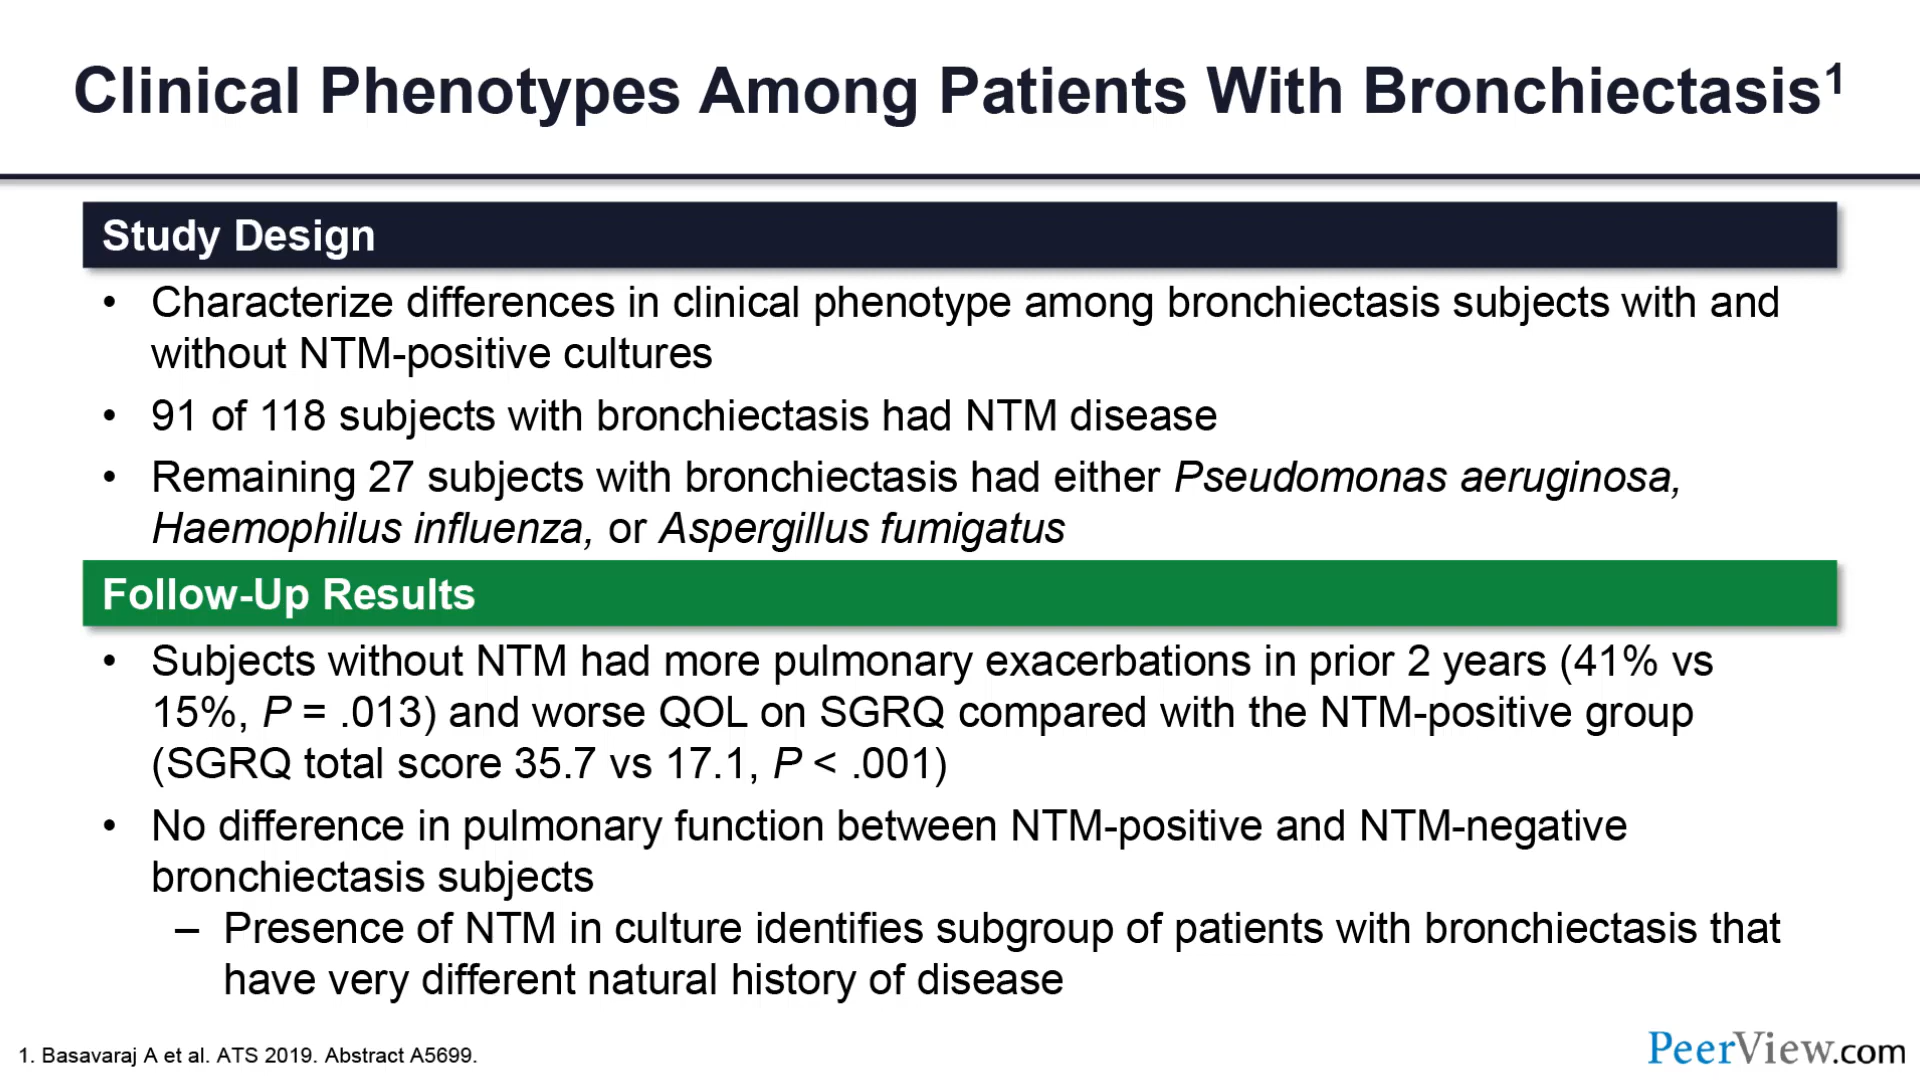 Clinical Phenotypes Among Patients With Bronchiectasis1
Study Design
• Characterize differences in clinical phenotype among bronchiectasis subjects with and
without NTM-positive cultures
• 91 of 118 subjects with bronchiectasis had NTM disease
• Remaining 27 subjects with bronchiectasis had either Pseudomonas aeruginosa,
Haemophilus influenza, or Aspergillus fumigatus
Follow-Up Results
• Subjects without NTM had more pulmonary exacerbations in prior 2 years (41% vs
15%, P = .013) and worse QOL on SGRQ compared with the NTM-positive group
(SGRQ total score 35.7 vs 17.1, P < .001)
• No difference in pulmonary function between NTM-positive and NTM-negative
bronchiectasis subjects
– Presence of NTM in culture identifies subgroup of patients with bronchiectasis that
have very different natural history of disease
1. Basavaraj A et al. ATS 2019. Abstract A5699.
PeerView.com